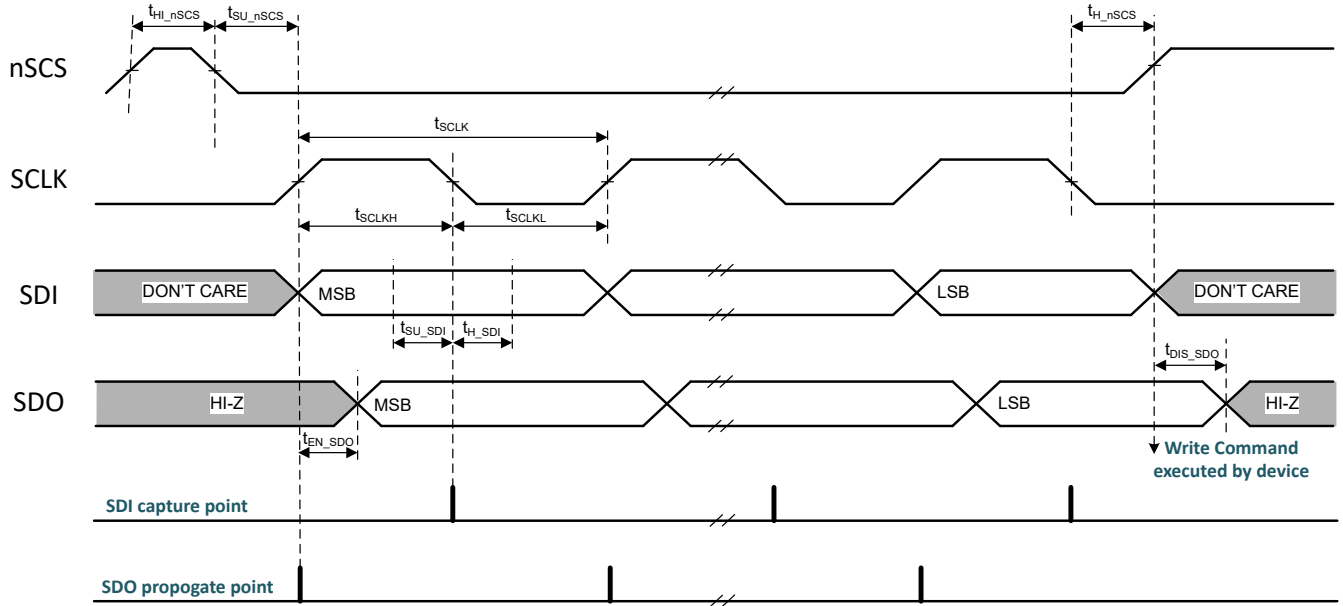 tHI_nSCS
tSU_nSCS
tH_nSCS
nSCS
tSCLK
SCLK
tSCLKH
tSCLKL
SDI
DON'T CARE
MSB
LSB
DON'T CARE
tSU_SDI
tH_SDI
tDIS_SDO
SDO
HI-Z
MSB
LSB
HI-Z
tEN_SDO
Write Command
executed by device
SDI capture point
SDO propogate point